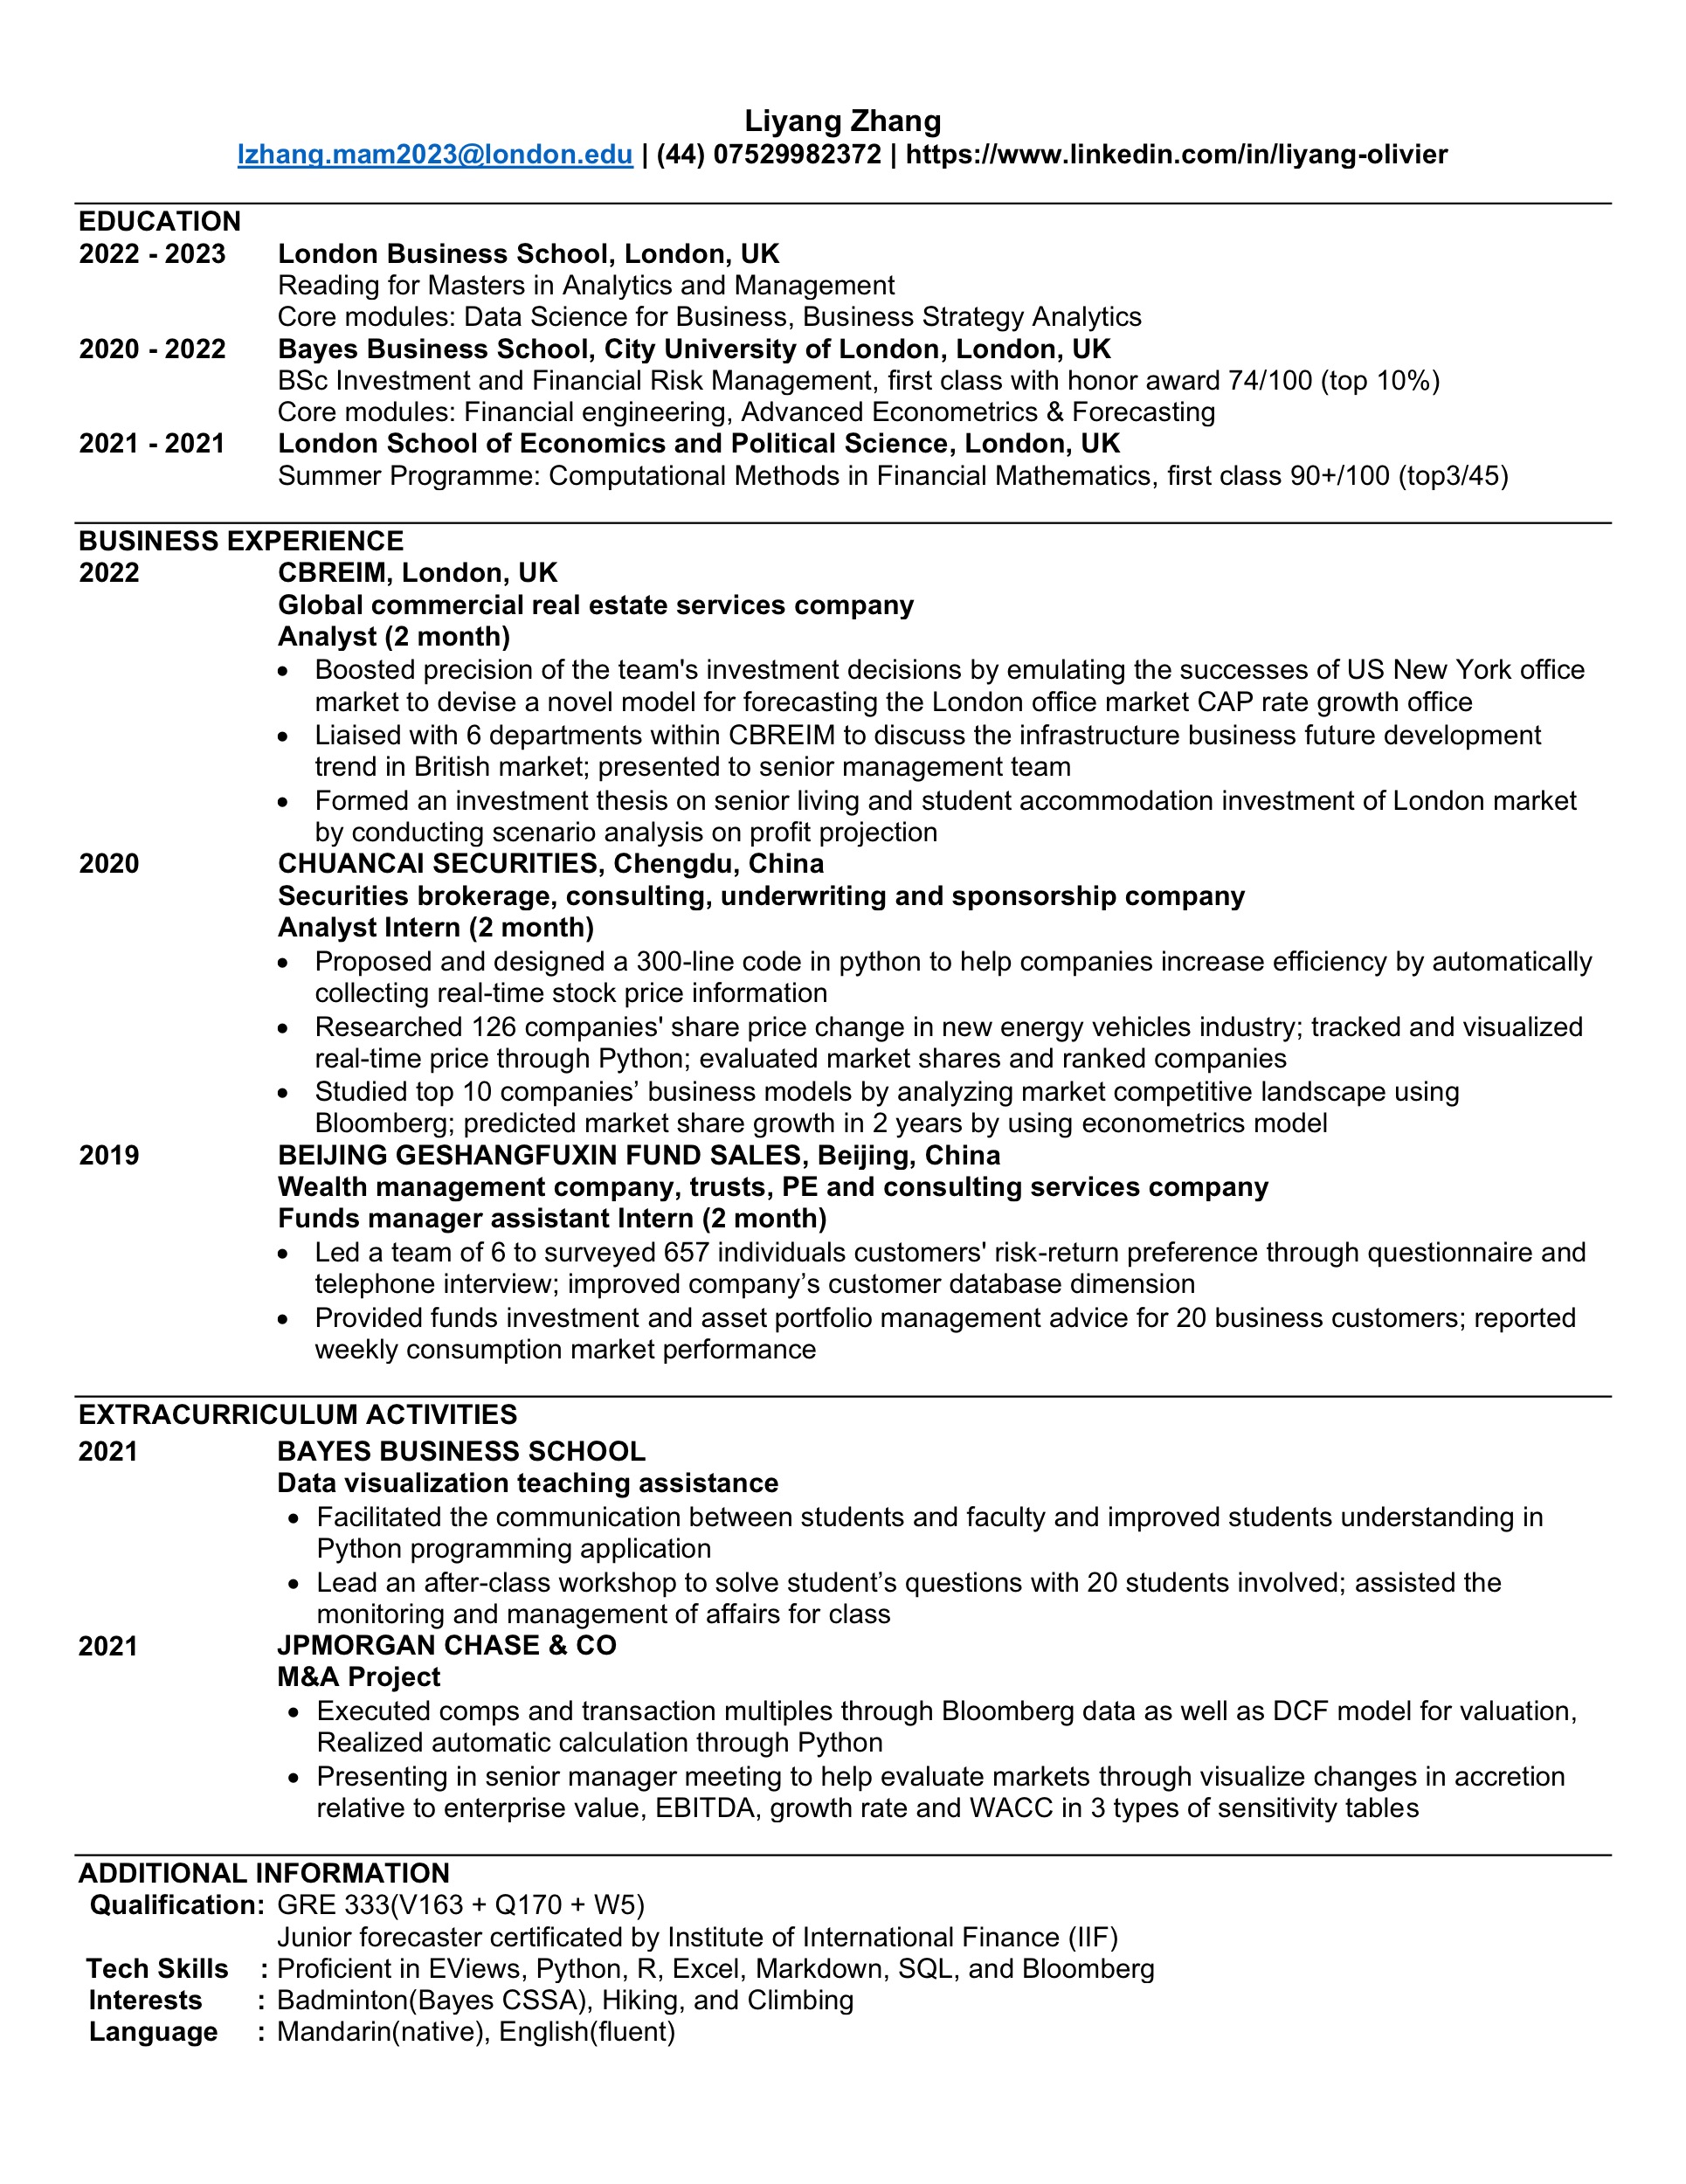 Liyang Zhang
lzhang.mam2023@london.edu | (44) 07529982372 | https://www.linkedin.com/in/liyang-olivier
EDUCATION
2022 - 2023 London Business School, London, UK
Reading for Masters in Analytics and Management
Core modules: Data Science for Business, Business Strategy Analytics
2020 - 2022 Bayes Business School, City University of London, London, UK
BSc Investment and Financial Risk Management, first class with honor award 74/100 (top 10%)
Core modules: Financial engineering, Advanced Econometrics & Forecasting
2021 - 2021 London School of Economics and Political Science, London, UK
Summer Programme: Computational Methods in Financial Mathematics, first class 90+/100 (top3/45)
BUSINESS EXPERIENCE
2022 CBREIM, London, UK
Global commercial real estate services company
Analyst (2 month)
• Boosted precision of the team's investment decisions by emulating the successes of US New York office
market to devise a novel model for forecasting the London office market CAP rate growth office
• Liaised with 6 departments within CBREIM to discuss the infrastructure business future development
trend in British market; presented to senior management team
• Formed an investment thesis on senior living and student accommodation investment of London market
by conducting scenario analysis on profit projection
2020 CHUANCAI SECURITIES, Chengdu, China
Securities brokerage, consulting, underwriting and sponsorship company
Analyst Intern (2 month)
• Proposed and designed a 300-line code in python to help companies increase efficiency by automatically
collecting real-time stock price information
• Researched 126 companies' share price change in new energy vehicles industry; tracked and visualized
real-time price through Python; evaluated market shares and ranked companies
• Studied top 10 companies’ business models by analyzing market competitive landscape using
Bloomberg; predicted market share growth in 2 years by using econometrics model
2019 BEIJING GESHANGFUXIN FUND SALES, Beijing, China
Wealth management company, trusts, PE and consulting services company
Funds manager assistant Intern (2 month)
• Led a team of 6 to surveyed 657 individuals customers' risk-return preference through questionnaire and
telephone interview; improved company’s customer database dimension
• Provided funds investment and asset portfolio management advice for 20 business customers; reported
weekly consumption market performance
EXTRACURRICULUM ACTIVITIES
2021 BAYES BUSINESS SCHOOL
Data visualization teaching assistance
• Facilitated the communication between students and faculty and improved students understanding in
Python programming application
• Lead an after-class workshop to solve student’s questions with 20 students involved; assisted the
monitoring and management of affairs for class
2021 JPMORGAN CHASE & CO
M&A Project
• Executed comps and transaction multiples through Bloomberg data as well as DCF model for valuation,
Realized automatic calculation through Python
• Presenting in senior manager meeting to help evaluate markets through visualize changes in accretion
relative to enterprise value, EBITDA, growth rate and WACC in 3 types of sensitivity tables
ADDITIONAL INFORMATION
Qualification: GRE 333(V163 + Q170 + W5)
Junior forecaster certificated by Institute of International Finance (IIF)
Tech Skills : Proficient in EViews, Python, R, Excel, Markdown, SQL, and Bloomberg
Interests : Badminton(Bayes CSSA), Hiking, and Climbing
Language : Mandarin(native), English(fluent)